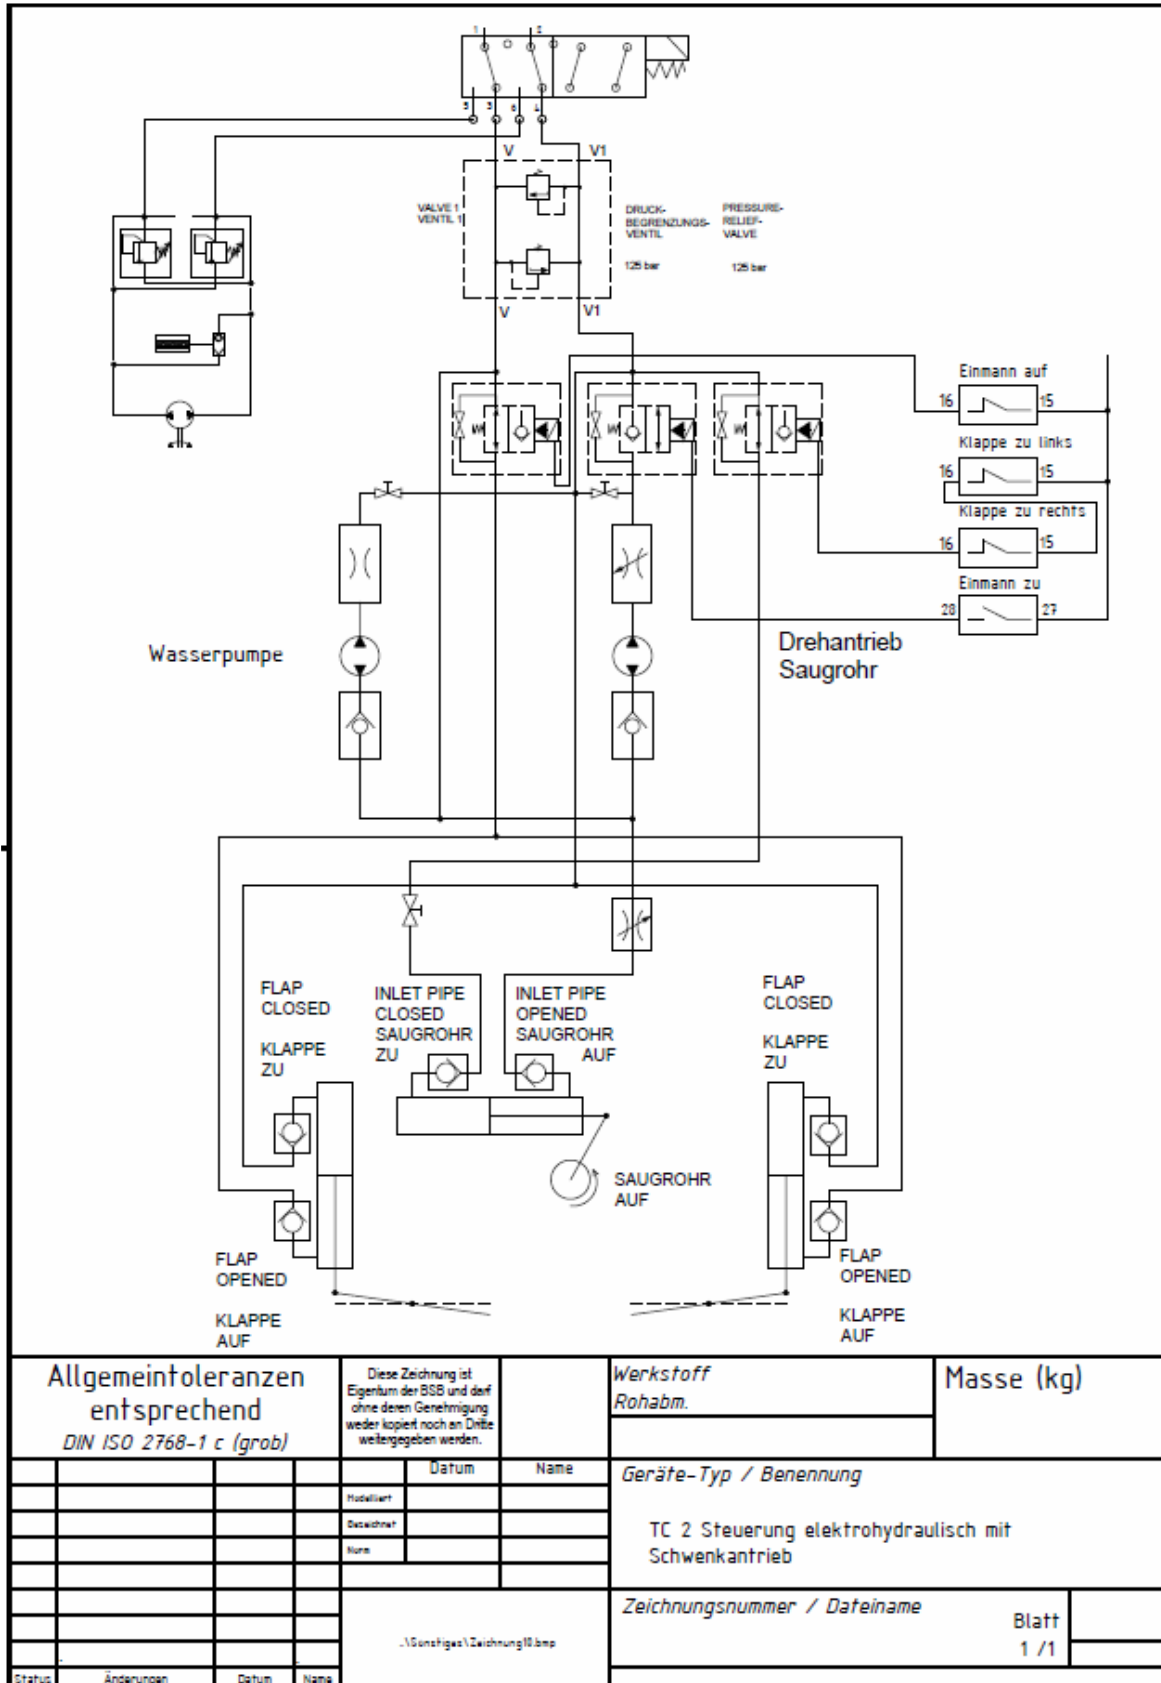 1
5 3 6 4
V
V1
VALVE 1
VENTIL 1
DRUCK-
BEGRENZUNGS-
VENTIL
125 bar
PRESSURE-
RELIEF-
VALVE
125 bar
V
V1
Einmann auf
16
15
Klappe zu links
16
15
Klappe zu rechts
16
15
Einmann zu
28
27
Wasserpumpe
Drehantrieb
Saugrohr
FLAP
CLOSED
KLAPPE
ZU
INLET PIPE
CLOSED
SAUGROHR
ZU
INLET PIPE
OPENED
SAUGROHR
AUF
FLAP
CLOSED
KLAPPE
ZU
SAUGROHR
AUF
FLAP
OPENED
KLAPPE
AUF
FLAP
OPENED
KLAPPE
AUF
Allgemeintoleranzen
entsprechend
DIN ISO 2768-1 c (grob)
Diese Zeichnung ist
Eigentum der BSB und darf
ohne deren Genehmigung
weder kopiert noch an Dritte
weitergegeben werden.
Werkstoff
Rohabm.
Masse (kg)
Datum
Name
Modelliert
Gezeichnet
Norm
Geräte-Typ / Benennung
TC 2 Steuerung elektrohydraulisch mit
Schwenkantrieb
Zeichnungsnummer / Dateiname
Blatt
1 /1
..\Sonstiges\Zeichnung10.bmp
Status
Änderungen
Datum
Name